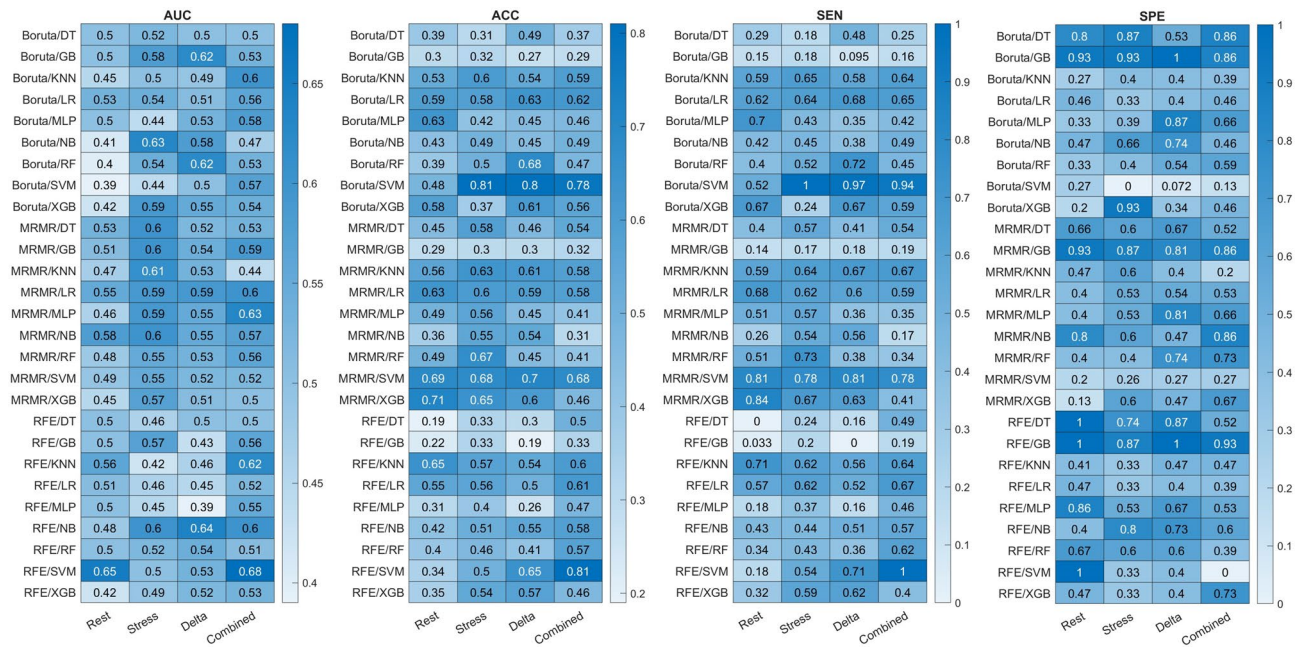 AUC ACC SEN SPE
Boruta/DT 0.5 0.52 0.5 0.5 Boruta/DT 0.39 0.31 0.49 0.37 Boruta/DT 0.29 0.18 0.48 0.25 Boruta/DT 0.8 0.87 0.53 0.86
Boruta/GB 0.5 0.58 0.62 0.53 Boruta/GB 0.3 0.32 0.27 0.29 Boruta/GB 0.15 0.18 0.095 0.16 Boruta/GB 0.93 0.93 1 0.86
Boruta/KNN 0.45 0.5 0.49 0.6 Boruta/KNN 0.53 0.6 0.54 0.59 Boruta/KNN 0.59 0.65 0.58 0.64 Boruta/KNN 0.27 0.4 0.4 0.39
Boruta/LR 0.53 0.54 0.51 0.56 Boruta/LR 0.59 0.58 0.63 0.62 Boruta/LR 0.62 0.64 0.68 0.65 Boruta/LR 0.46 0.33 0.4 0.46
Boruta/MLP 0.5 0.44 0.53 0.58 Boruta/MLP 0.63 0.42 0.45 0.46 Boruta/MLP 0.7 0.43 0.35 0.42 Boruta/MLP 0.33 0.39 0.87 0.66
Boruta/NB 0.41 0.63 0.58 0.47 Boruta/NB 0.43 0.49 0.45 0.49 Boruta/NB 0.42 0.45 0.38 0.49 Boruta/NB 0.47 0.66 0.74 0.46
Boruta/RF 0.4 0.54 0.62 0.53 Boruta/RF 0.39 0.5 0.68 0.47 Boruta/RF 0.4 0.52 0.72 0.45 Boruta/RF 0.33 0.4 0.54 0.59
Boruta/SVM 0.39 0.44 0.5 0.57 Boruta/SVM 0.48 0.81 0.8 0.78 Boruta/SVM 0.52 1 0.97 0.94 Boruta/SVM 0.27 0 0.072 0.13
Boruta/XGB 0.42 0.59 0.55 0.54 Boruta/XGB 0.58 0.37 0.61 0.56 Boruta/XGB 0.67 0.24 0.67 0.59 Boruta/XGB 0.2 0.93 0.34 0.46
MRMR/DT 0.53 0.6 0.52 0.53 MRMR/DT 0.45 0.58 0.46 0.54 MRMR/DT 0.4 0.57 0.41 0.54 MRMR/DT 0.66 0.6 0.67 0.52
MRMR/GB 0.51 0.6 0.54 0.59 MRMR/GB 0.29 0.3 0.3 0.32 MRMR/GB 0.14 0.17 0.18 0.19 MRMR/GB 0.93 0.87 0.81 0.86
MRMR/KNN 0.47 0.61 0.53 0.44 MRMR/KNN 0.56 0.63 0.61 0.58 MRMR/KNN 0.59 0.64 0.67 0.67 MRMR/KNN 0.47 0.6 0.4 0.2
MRMR/LR 0.55 0.59 0.59 0.6 MRMR/LR 0.63 0.6 0.59 0.58 MRMR/LR 0.68 0.62 0.6 0.59 MRMR/LR 0.4 0.53 0.54 0.53
MRMR/MLP 0.46 0.59 0.55 0.63 MRMR/MLP 0.49 0.56 0.45 0.41 MRMR/MLP 0.51 0.57 0.36 0.35 MRMR/MLP 0.4 0.53 0.81 0.66
MRMR/NB 0.58 0.6 0.57 0.55 MRMR/NB 0.36 0.55 0.54 0.31 MRMR/NB 0.26 0.54 0.56 0.17 MRMR/NB 0.8 0.6 0.47 0.86
MRMR/RF 0.48 0.55 0.53 0.56 MRMR/RF 0.49 0.67 0.45 0.41 MRMR/RF 0.51 0.73 0.38 0.34 MRMR/RF 0.4 0.4 0.74 0.73
MRMR/SVM 0.49 0.55 0.52 0.52 MRMR/SVM 0.69 0.68 0.7 0.68 MRMR/SVM 0.81 0.78 0.81 0.78 MRMR/SVM 0.2 0.26 0.27 0.27
MRMR/XGB 0.45 0.57 0.51 0.5 MRMR/XGB 0.71 0.65 0.6 0.46 MRMR/XGB 0.84 0.67 0.63 0.41 MRMR/XGB 0.13 0.6 0.47 0.67
RFE/DT 0.5 0.46 0.5 0.5 RFE/DT 0.19 0.33 0.3 0.5 RFE/DT 0 0.24 0.16 0.49 RFE/DT 1 0.74 0.87 0.52
RFE/GB 0.5 0.57 0.43 0.56 RFE/GB 0.22 0.33 0.19 0.33 RFE/GB 0.033 0.2 0 0.19 RFE/GB 1 0.87 1 0.93
RFE/KNN 0.56 0.42 0.46 0.62 RFE/KNN 0.65 0.57 0.54 0.6 RFE/KNN 0.71 0.62 0.56 0.64 RFE/KNN 0.41 0.33 0.47 0.47
RFE/LR 0.51 0.46 0.45 0.52 RFE/LR 0.55 0.56 0.5 0.61 RFE/LR 0.57 0.62 0.52 0.67 RFE/LR 0.47 0.33 0.4 0.39
RFE/MLP 0.5 0.45 0.39 0.55 RFE/MLP 0.31 0.4 0.26 0.47 RFE/MLP 0.18 0.37 0.16 0.46 RFE/MLP 0.86 0.53 0.67 0.53
RFE/NB 0.48 0.6 0.64 0.6 RFE/NB 0.42 0.51 0.55 0.58 RFE/NB 0.43 0.44 0.51 0.57 RFE/NB 0.4 0.8 0.73 0.6
RFE/RF 0.5 0.52 0.54 0.51 RFE/RF 0.4 0.46 0.41 0.57 RFE/RF 0.34 0.43 0.36 0.62 RFE/RF 0.67 0.6 0.6 0.39
RFE/SVM 0.65 0.5 0.53 0.68 RFE/SVM 0.34 0.5 0.65 0.81 RFE/SVM 0.18 0.54 0.71 1 RFE/SVM 1 0.33 0.4 0
RFE/XGB 0.42 0.49 0.52 0.53 RFE/XGB 0.35 0.54 0.57 0.46 RFE/XGB 0.32 0.59 0.62 0.4 RFE/XGB 0.47 0.33 0.4 0.73
Rest Stress Delta Combined Rest Stress Delta Combined Rest Stress Delta Combined Rest Stress Delta Combined
0.65 0.6 0.55 0.5 0.45 0.4
0.8 0.7 0.6 0.5 0.4 0.3 0.2
1 0.9 0.8 0.7 0.6 0.5 0.4 0.3 0.2 0.1 0
1 0.9 0.8 0.7 0.6 0.5 0.4 0.3 0.2 0.1 0